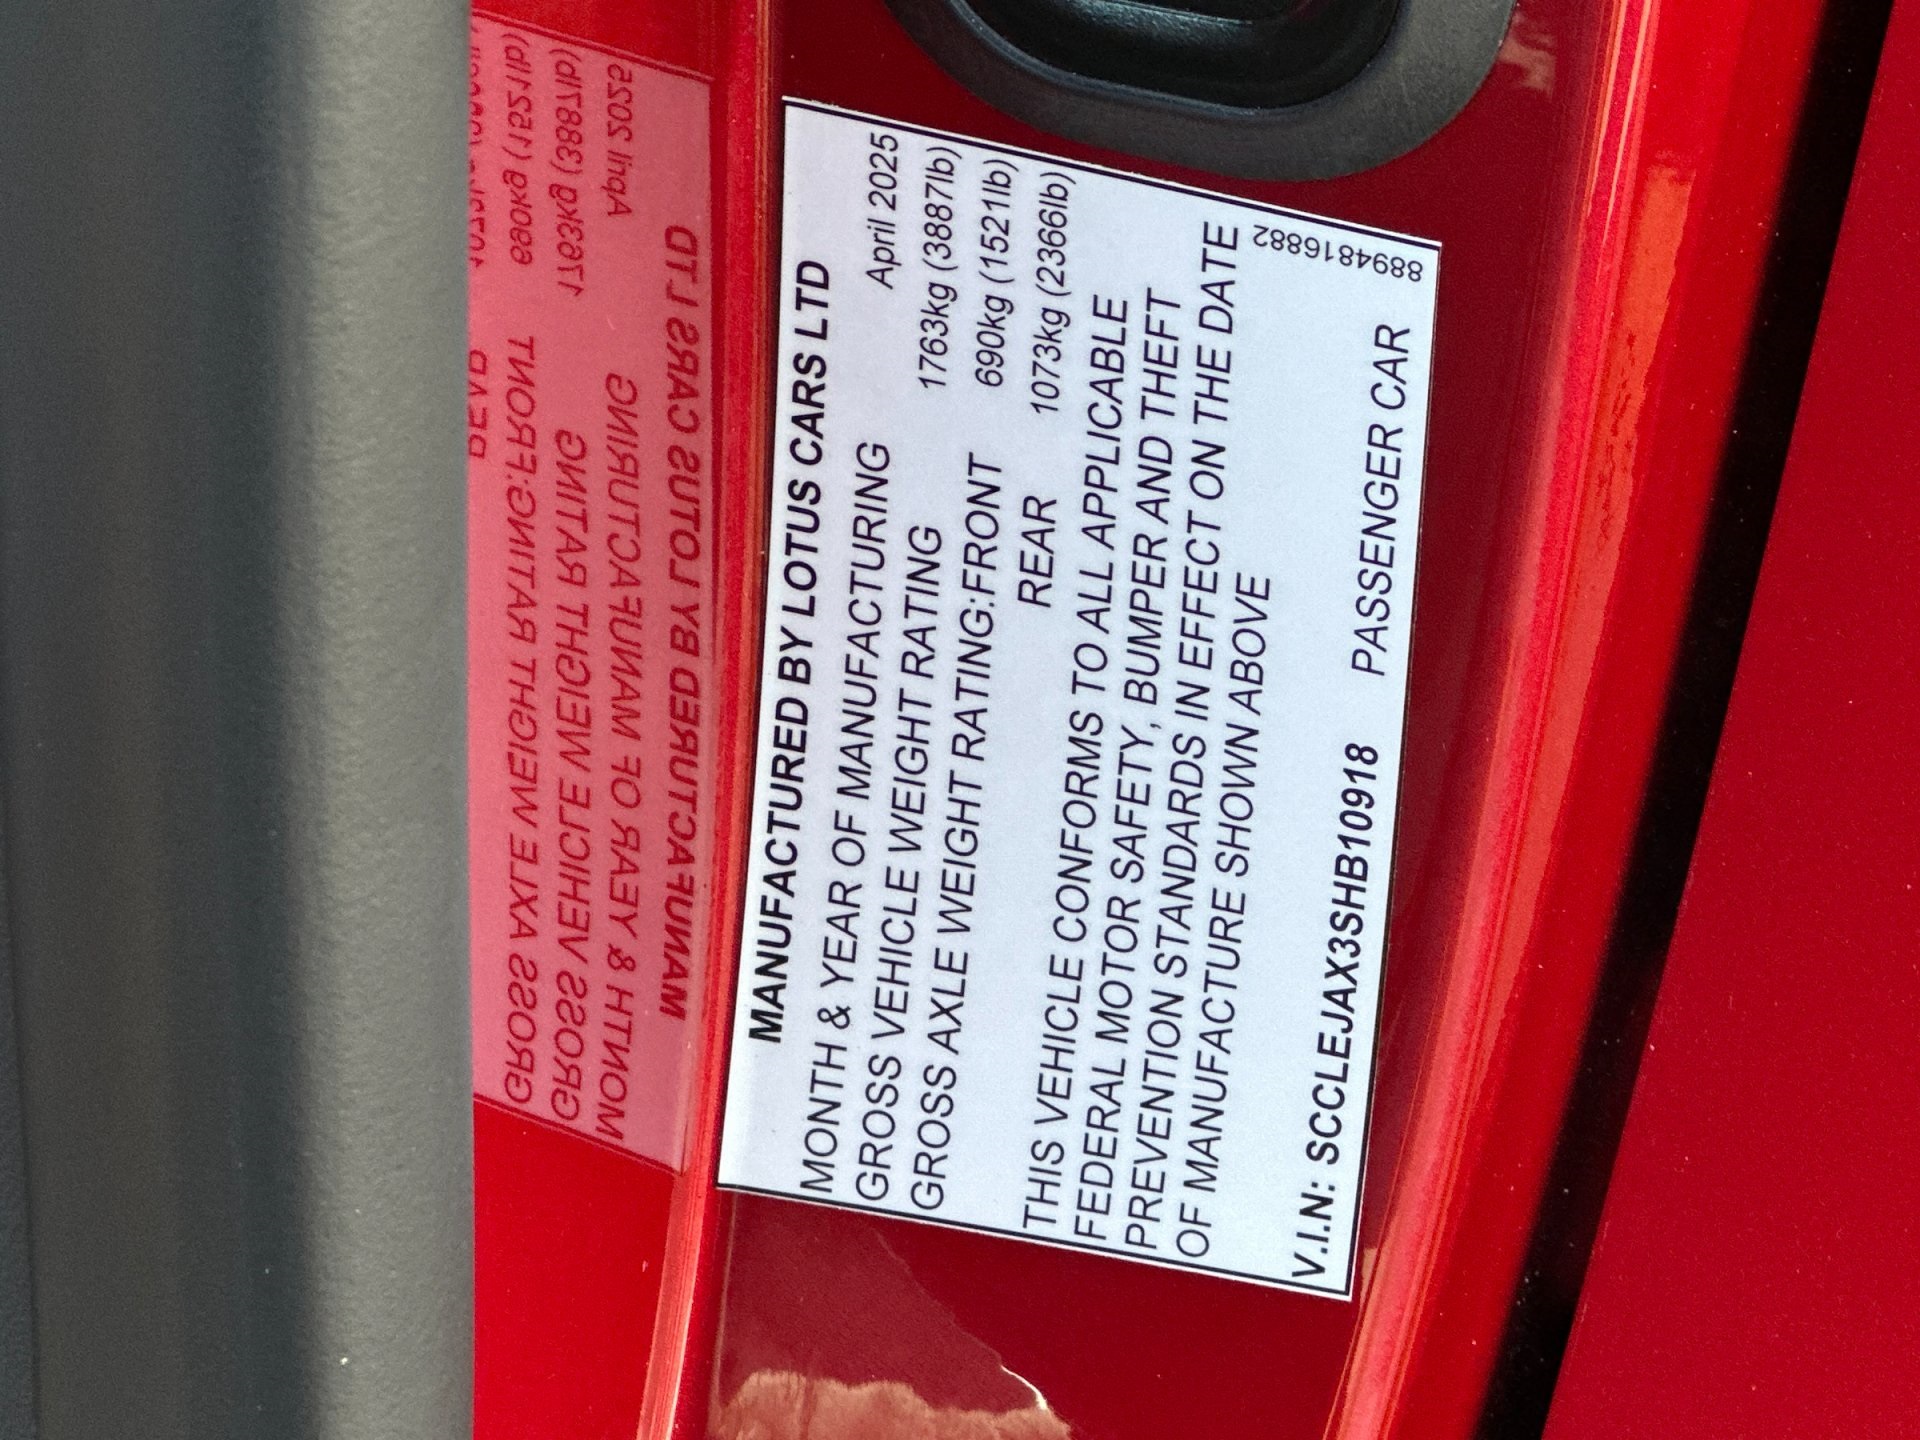 MANUFACTURED BY LOTUS CARS LTD
MONTH & YEAR OF MANUFACTURING April 2025
GROSS VEHICLE WEIGHT RATING 1763kg (3887lb)
GROSS AXLE WEIGHT RATING:FRONT 690kg (1521lb)
REAR 1073kg (2366lb)
THIS VEHICLE CONFORMS TO ALL APPLICABLE
FEDERAL MOTOR SAFETY, BUMPER AND THEFT
PREVENTION STANDARDS IN EFFECT ON THE DATE
OF MANUFACTURE SHOWN ABOVE
8894816882
V.I.N: SCCLEJAX3SHB10918 PASSENGER CAR